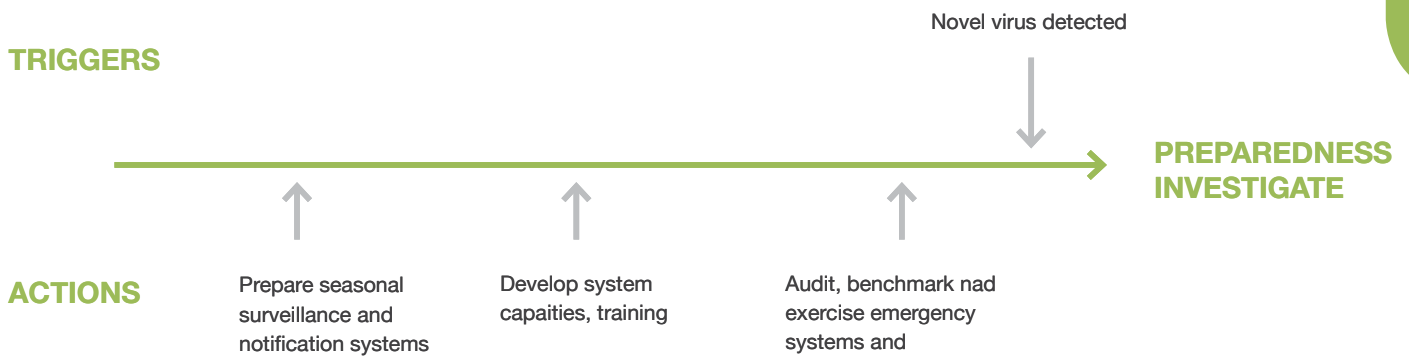 Novel virus detected
TRIGGERS
PREPAREDNESS
INVESTIGATE
ACTIONS
Prepare seasonal
surveillance and
notification systems
Develop system
capaities, training
Audit, benchmark nad
exercise emergency
systems and